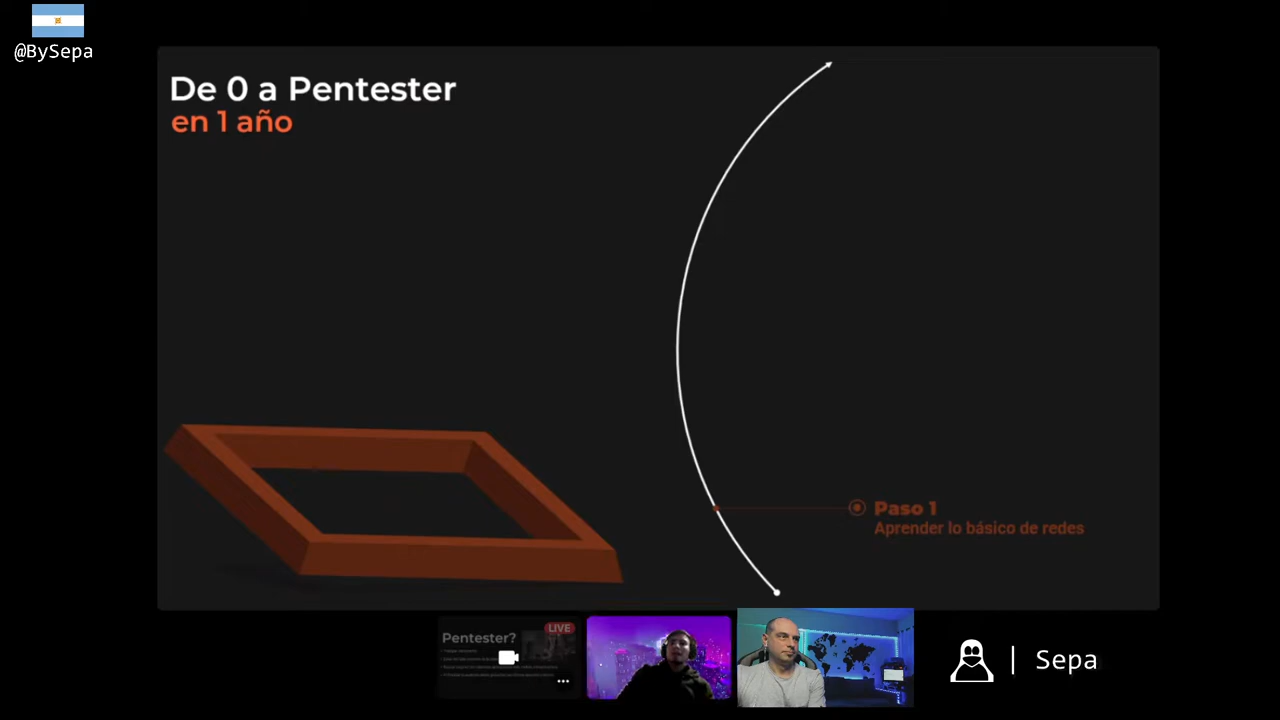 @BySepa
De 0 a Pentester
en 1 año
Paso 1
Aprender lo básico de redes
Pentester?
LIVE
| Sepa